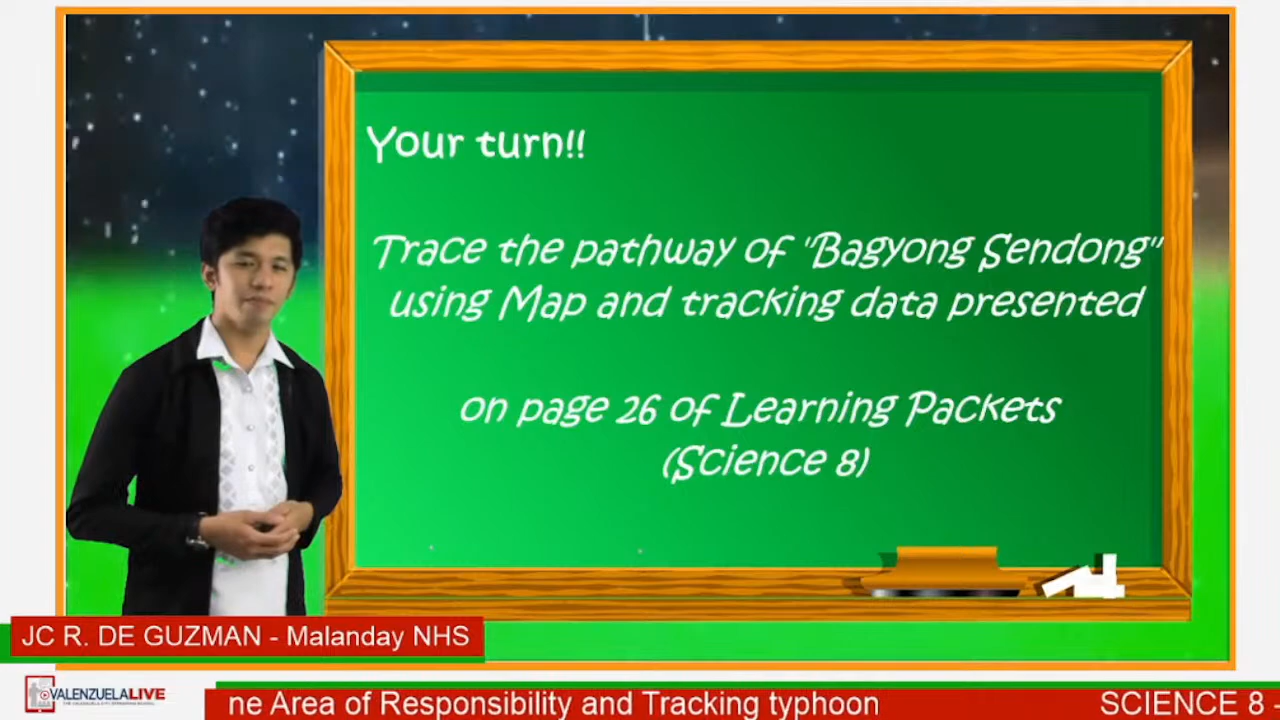 Your turn!!
Trace the pathway of "Bagyong Sendong"
using Map and tracking data presented
on page 26 of Learning Packets
(Science 8)
JC R. DE GUZMAN - Malanday NHS
VALENZUELALIVE
ne Area of Responsibility and Tracking typhoon
SCIENCE 8 -